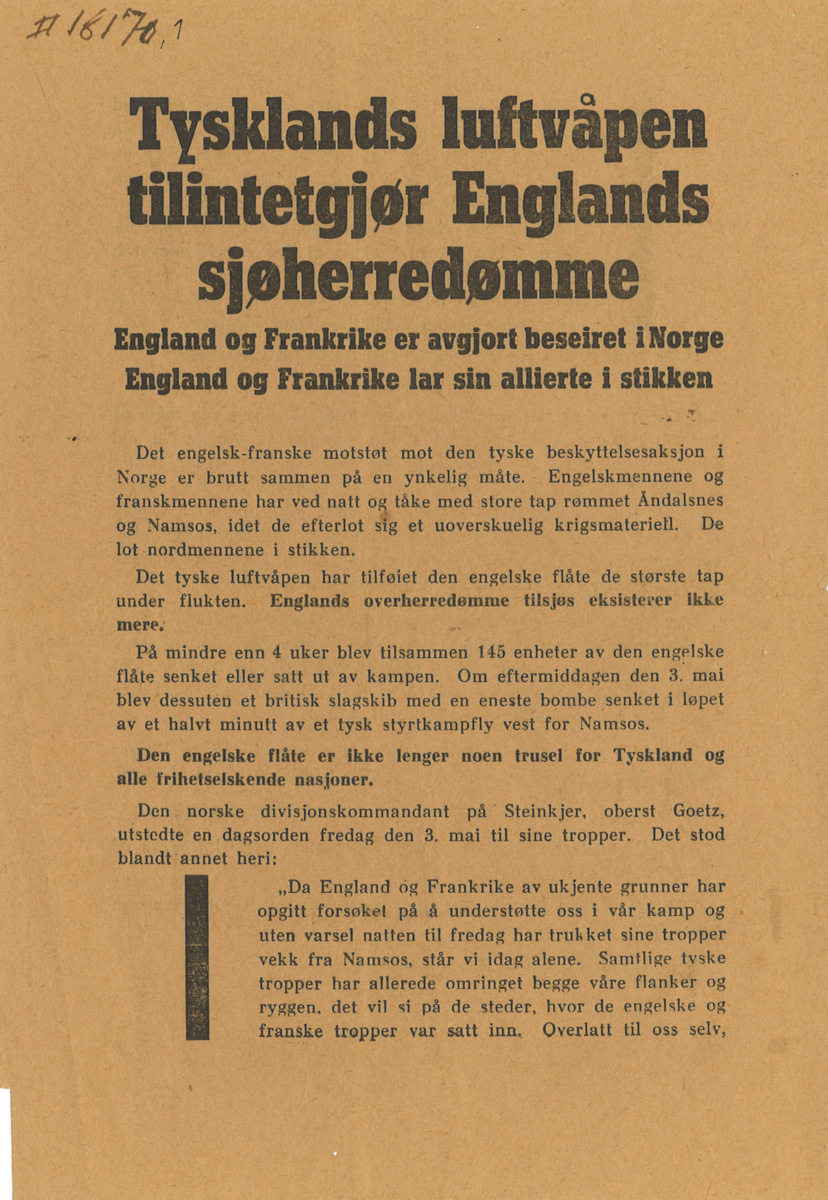 # 18170,1
Tysklands luftvåpen
tilintetgjør Englands
sjøherredømme
England og Frankrike er avgjort beseiret i Norge
England og Frankrike lar sin allierte i stikken
Det engelsk-franske motstøt mot den tyske beskyttelsesaksjon i
Norge er brutt sammen på en ynkelig måte. Engelskmennene og
franskmennene har ved natt og tåke med store tap rømmet Åndalsnes
og Namsos, idet de efterlot sig et uoverskuelig krigsmateriell. De
lot nordmennene i stikken.
Det tyske luftvåpen har tilføiet den engelske flåte de største tap
under flukten. Englands overherredømme tilsjøs eksisterer ikke
mere.
På mindre enn 4 uker blev tilsammen 145 enheter av den engelske
flåte senket eller satt ut av kampen. Om eftermiddagen den 3. mai
blev dessuten et britisk slagskib med en eneste bombe senket i løpet
av et halvt minutt av et tysk styrtkampfly vest for Namsos.
Den engelske flåte er ikke lenger noen trusel for Tyskland og
alle frihetselskende nasjoner.
Den norske divisjonskommandant på Steinkjer, oberst Goetz,
utstedte en dagsorden fredag den 3. mai til sine tropper. Det stod
blandt annet heri:
„Da England og Frankrike av ukjente grunner har
opgitt forsøket på å understøtte oss i vår kamp og
uten varsel natten til fredag har trukket sine tropper
vekk fra Namsos, står vi idag alene. Samtlige tyske
tropper har allerede omringet begge våre flanker og
ryggen, det vil si på de steder, hvor de engelske og
franske tropper var satt inn. Overlatt til oss selv,